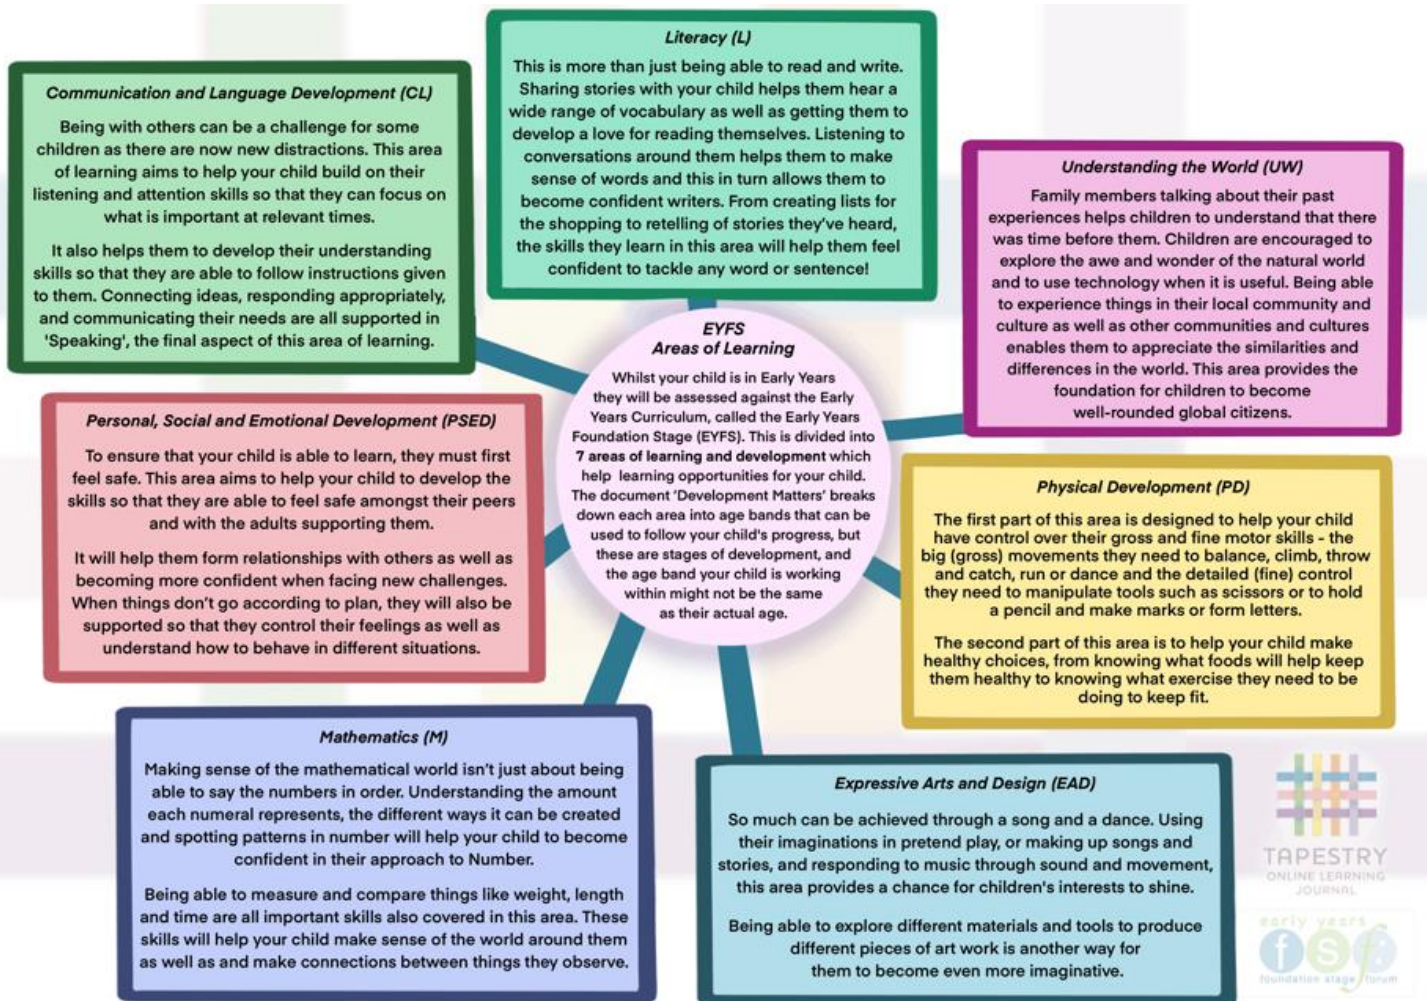 Literacy (L)
This is more than just being able to read and write.
Sharing stories with your child helps them hear a
wide range of vocabulary as well as getting them to
develop a love for reading themselves. Listening to
conversations around them helps them to make
sense of words and this in turn allows them to
become confident writers. From creating lists for
the shopping to retelling of stories they've heard,
the skills they learn in this area will help them feel
confident to tackle any word or sentence!
Communication and Language Development (CL)
Being with others can be a challenge for some
children as there are now new distractions. This area
of learning aims to help your child build on their
listening and attention skills so that they can focus on
what is important at relevant times.
It also helps them to develop their understanding
skills so that they are able to follow instructions given
to them. Connecting ideas, responding appropriately,
and communicating their needs are all supported in
'Speaking', the final aspect of this area of learning.
Understanding the World (UW)
Family members talking about their past
experiences helps children to understand that there
was time before them. Children are encouraged to
explore the awe and wonder of the natural world
and to use technology when it is useful. Being able
to experience things in their local community and
culture as well as other communities and cultures
enables them to appreciate the similarities and
differences in the world. This area provides the
foundation for children to become
well-rounded global citizens.
EYFS
Areas of Learning
Whilst your child is in Early Years
they will be assessed against the Early
Years Curriculum, called the Early Years
Foundation Stage (EYFS). This is divided into
7 areas of learning and development which
help learning opportunities for your child.
The document 'Development Matters' breaks
down each area into age bands that can be
used to follow your child's progress, but
these are stages of development, and
the age band your child is working
within might not be the same
as their actual age.
Personal, Social and Emotional Development (PSED)
To ensure that your child is able to learn, they must first
feel safe. This area aims to help your child to develop the
skills so that they are able to feel safe amongst their peers
and with the adults supporting them.
It will help them form relationships with others as well as
becoming more confident when facing new challenges.
When things don't go according to plan, they will also be
supported so that they control their feelings as well as
understand how to behave in different situations.
Physical Development (PD)
The first part of this area is designed to help your child
have control over their gross and fine motor skills - the
big (gross) movements they need to balance, climb, throw
and catch, run or dance and the detailed (fine) control
they need to manipulate tools such as scissors or to hold
a pencil and make marks or form letters.
The second part of this area is to help your child make
healthy choices, from knowing what foods will help keep
them healthy to knowing what exercise they need to be
doing to keep fit.
Mathematics (M)
Making sense of the mathematical world isn't just about being
able to say the numbers in order. Understanding the amount
each numeral represents, the different ways it can be created
and spotting patterns in number will help your child to become
confident in their approach to Number.
Being able to measure and compare things like weight, length
and time are all important skills also covered in this area. These
skills will help your child make sense of the world around them
as well as and make connections between things they observe.
Expressive Arts and Design (EAD)
So much can be achieved through a song and a dance. Using
their imaginations in pretend play, or making up songs and
stories, and responding to music through sound and movement,
this area provides a chance for children's interests to shine.
Being able to explore different materials and tools to produce
different pieces of art work is another way for
them to become even more imaginative.
TAPESTRY
ONLINE LEARNING
JOURNAL
early years
fsf
foundation stage forum